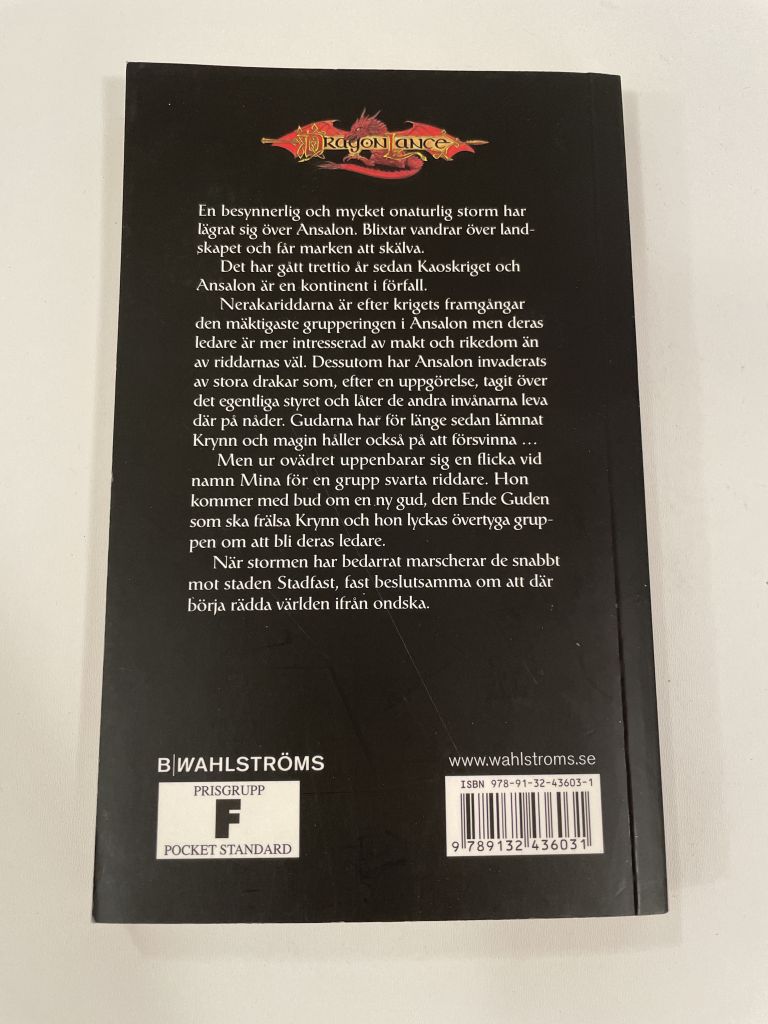 DragonLance
En besynnerlig och mycket onaturlig storm har
lägrat sig över Ansalon. Blixtar vandrar över land-
skapet och får marken att skälva.
Det har gått trettio år sedan Kaoskriget och
Ansalon är en kontinent i förfall.
Nerakariddarna är efter krigets framgångar
den mäktigaste grupperingen i Ansalon men deras
ledare är mer intresserad av makt och rikedom än
av riddarnas väl. Dessutom har Ansalon invaderats
av stora drakar som, efter en uppgörelse, tagit över
det egentliga styret och låter de andra invånarna leva
där på nåder. Gudarna har för länge sedan lämnat
Krynn och magin håller också på att försvinna …
Men ur ovädret uppenbarar sig en flicka vid
namn Mina för en grupp svarta riddare. Hon
kommer med bud om en ny gud, den Ende Guden
som ska frälsa Krynn och hon lyckas övertyga grup-
pen om att bli deras ledare.
När stormen har bedarrat marscherar de snabbt
mot staden Stadfast, fast beslutsamma om att där
börja rädda världen ifrån ondska.
B|WAHLSTRÖMS
PRISGRUPP
F
POCKET STANDARD
www.wahlstroms.se
ISBN 978-91-32-43603-1
9 789132 436031